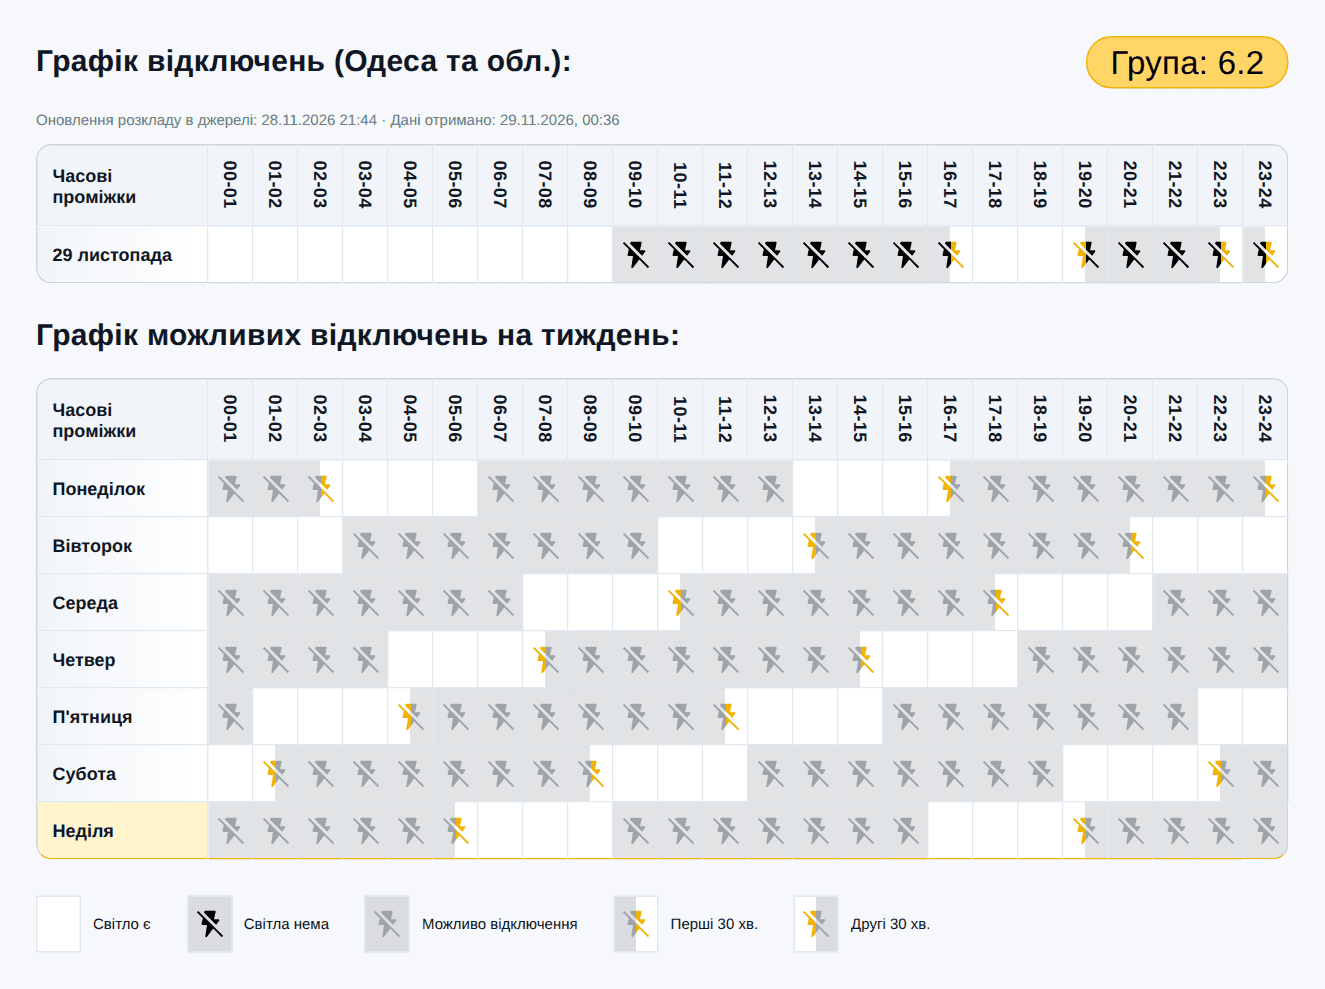 Графік відключень (Одеса та обл.):
Група: 6.2
Оновлення розкладу в джерелі: 28.11.2026 21:44 · Дані отримано: 29.11.2026, 00:36
Часові проміжки 00-01 01-02 02-03 03-04 04-05 05-06 06-07 07-08 08-09 09-10 10-11 11-12 12-13 13-14 14-15 15-16 16-17 17-18 18-19 19-20 20-21 21-22 22-23 23-24
29 листопада
Графік можливих відключень на тиждень:
Часові проміжки 00-01 01-02 02-03 03-04 04-05 05-06 06-07 07-08 08-09 09-10 10-11 11-12 12-13 13-14 14-15 15-16 16-17 17-18 18-19 19-20 20-21 21-22 22-23 23-24
Понеділок
Вівторок
Середа
Четвер
П'ятниця
Субота
Неділя
Світло є Світла нема Можливо відключення Перші 30 хв. Другі 30 хв.